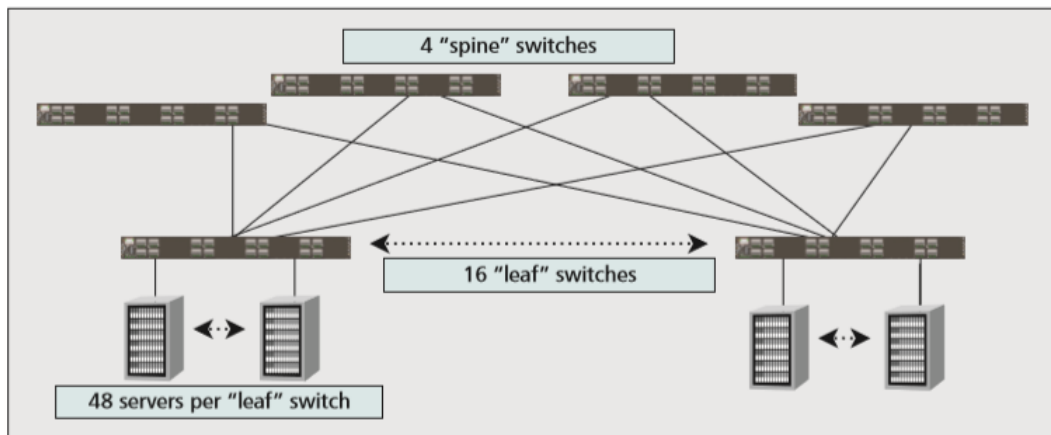 4 “spine” switches
16 “leaf” switches
48 servers per “leaf” switch